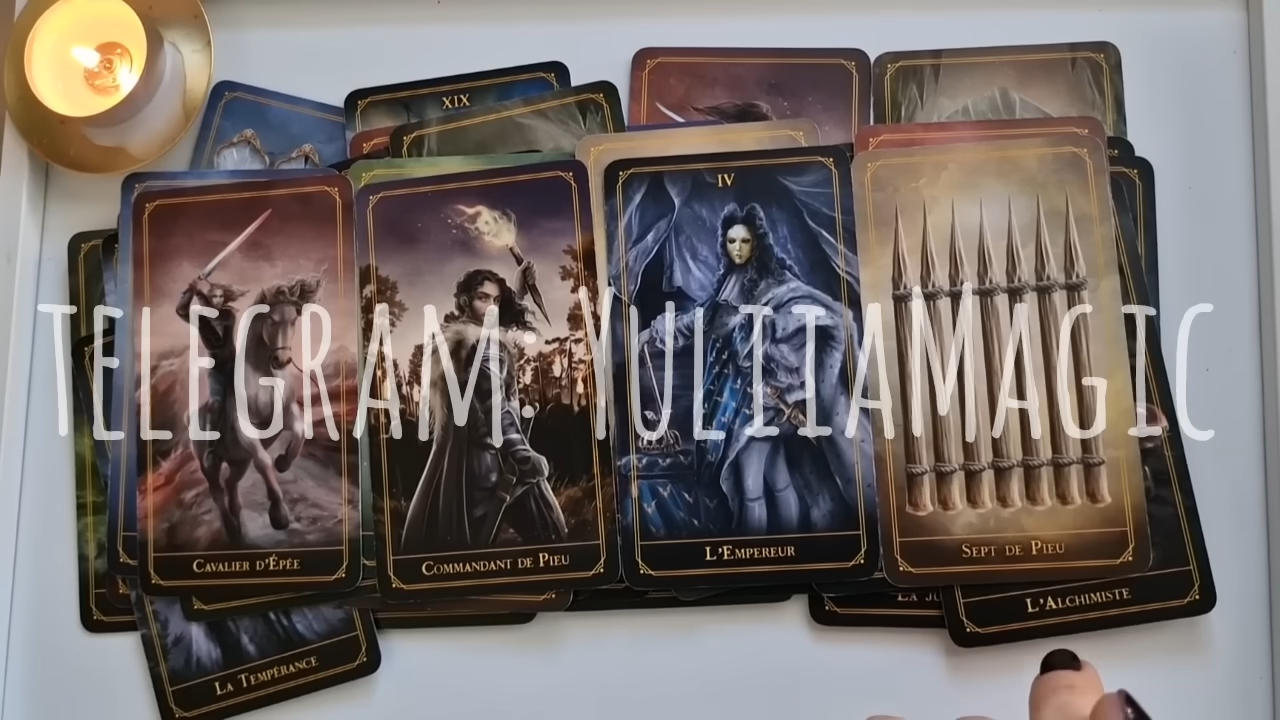 XIX
IV
TELEGRAM: YULIIAMAGIC
CAVALIER D'ÉPÉE
COMMANDANT DE PIEU
L'EMPEREUR
SEPT DE PIEU
L'ALCHIMISTE
LA TEMPÉRANCE